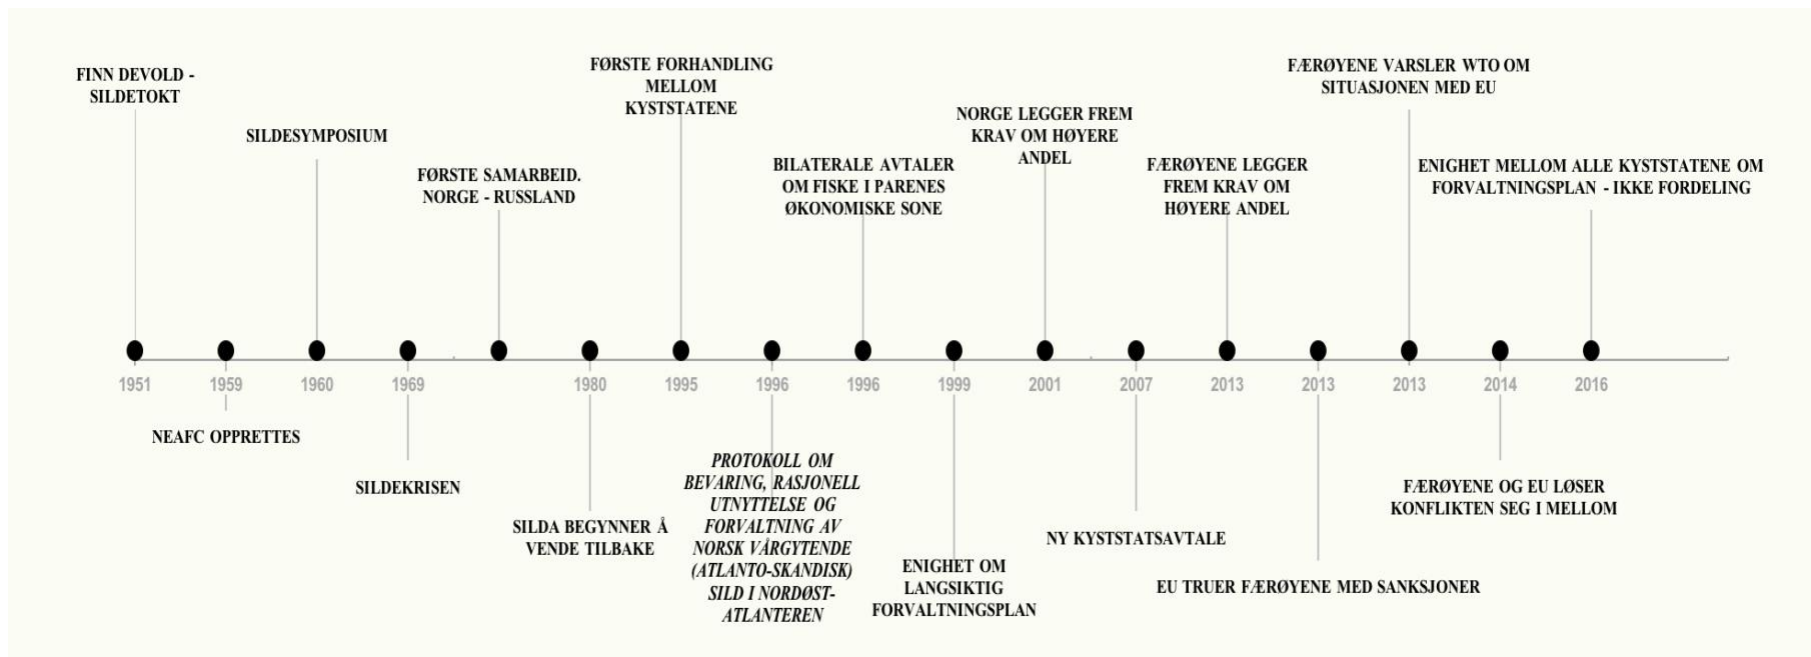 FINN DEVOLD -
SILDETOKT
SILDESYMPOSIUM
FØRSTE SAMARBEID.
NORGE - RUSSLAND
FØRSTE FORHANDLING
MELLOM
KYSTSTATENE
BILATERALE AVTALER
OM FISKE I PARENES
ØKONOMISKE SONE
NORGE LEGGER FREM
KRAV OM HØYERE
ANDEL
FÆRØYENE LEGGER
FREM KRAV OM
HØYERE ANDEL
FÆRØYENE VARSLER WTO OM
SITUASJONEN MED EU
ENIGHET MELLOM ALLE KYSTSTATENE OM
FORVALTNINGSPLAN - IKKE FORDELING
1951 1959 1960 1969 1980 1995 1996 1996 1999 2001 2007 2013 2013 2013 2014 2016
NEAFC OPPRETTES
SILDEKRISEN
SILDA BEGYNNER Å
VENDE TILBAKE
PROTOKOLL OM
BEVARING, RASJONELL
UTNYTTELSE OG
FORVALTNING AV
NORSK VÅRGYTENDE
(ATLANTO-SKANDISK)
SILD I NORDØST-
ATLANTEREN
ENIGHET OM
LANGSIKTIG
FORVALTNINGSPLAN
NY KYSTSTATSAVTALE
EU TRUER FÆRØYENE MED SANKSJONER
FÆRØYENE OG EU LØSER
KONFLIKTEN SEG I MELLOM